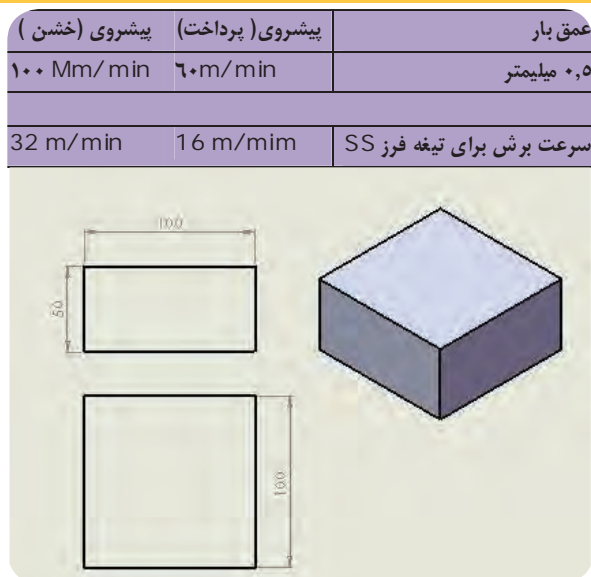 عمق بار پیشروی( پرداخت) پیشروی (خشن )
۰٫۵ میلیمتر ٦۰m/min ۱۰۰ Mm/min
سرعت برش برای تیغه فرز SS 16 m/mim 32 m/min
100
50
100